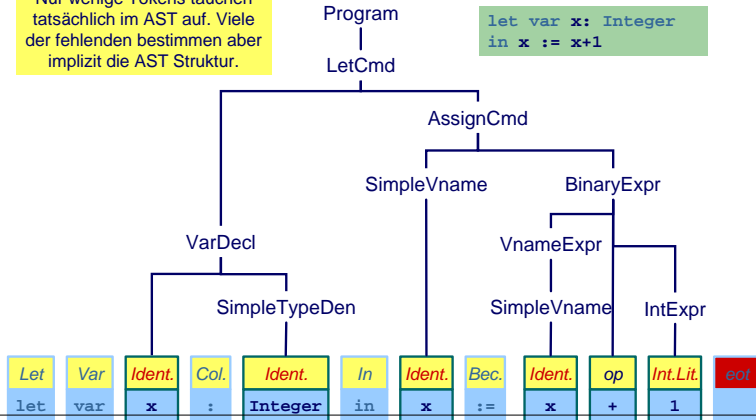 Nur wenige Tokens tauchen
tatsächlich im AST auf. Viele
der fehlenden bestimmen aber
implizit die AST Struktur.
let var x: Integer
in x := x+1
Program
LetCmd
AssignCmd
SimpleVname BinaryExpr
VarDecl VnameExpr
SimpleTypeDen SimpleVname IntExpr
Let Var Ident. Col. Ident. In Ident. Bec. Ident. op Int.Lit. eot
let var x : Integer in x := x + 1